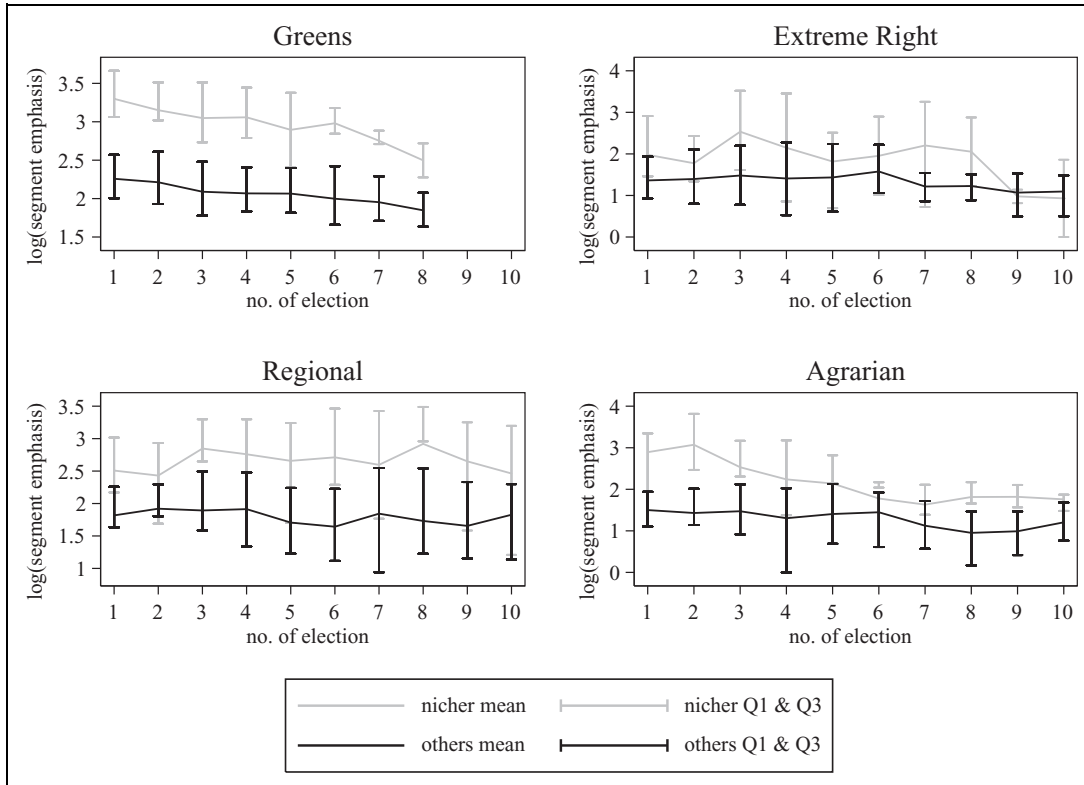 Greens
log(segment emphasis)
3.5
3
2.5
2
1.5
1 2 3 4 5 6 7 8 9 10
no. of election
Extreme Right
log(segment emphasis)
4
3
2
1
0
1 2 3 4 5 6 7 8 9 10
no. of election
Regional
log(segment emphasis)
3.5
3
2.5
2
1.5
1
1 2 3 4 5 6 7 8 9 10
no. of election
Agrarian
log(segment emphasis)
4
3
2
1
0
1 2 3 4 5 6 7 8 9 10
no. of election
nicher mean nicher Q1 & Q3
others mean others Q1 & Q3